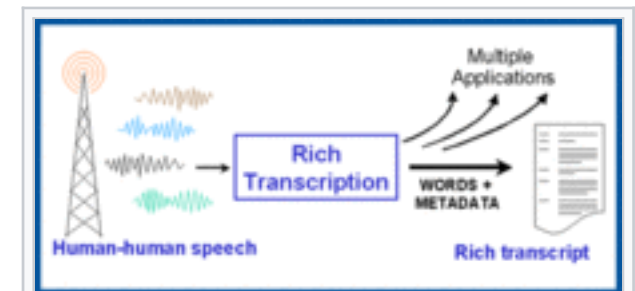 Multiple
Applications
Rich
Transcription
WORDS +
METADATA
Human-human speech
Rich transcript